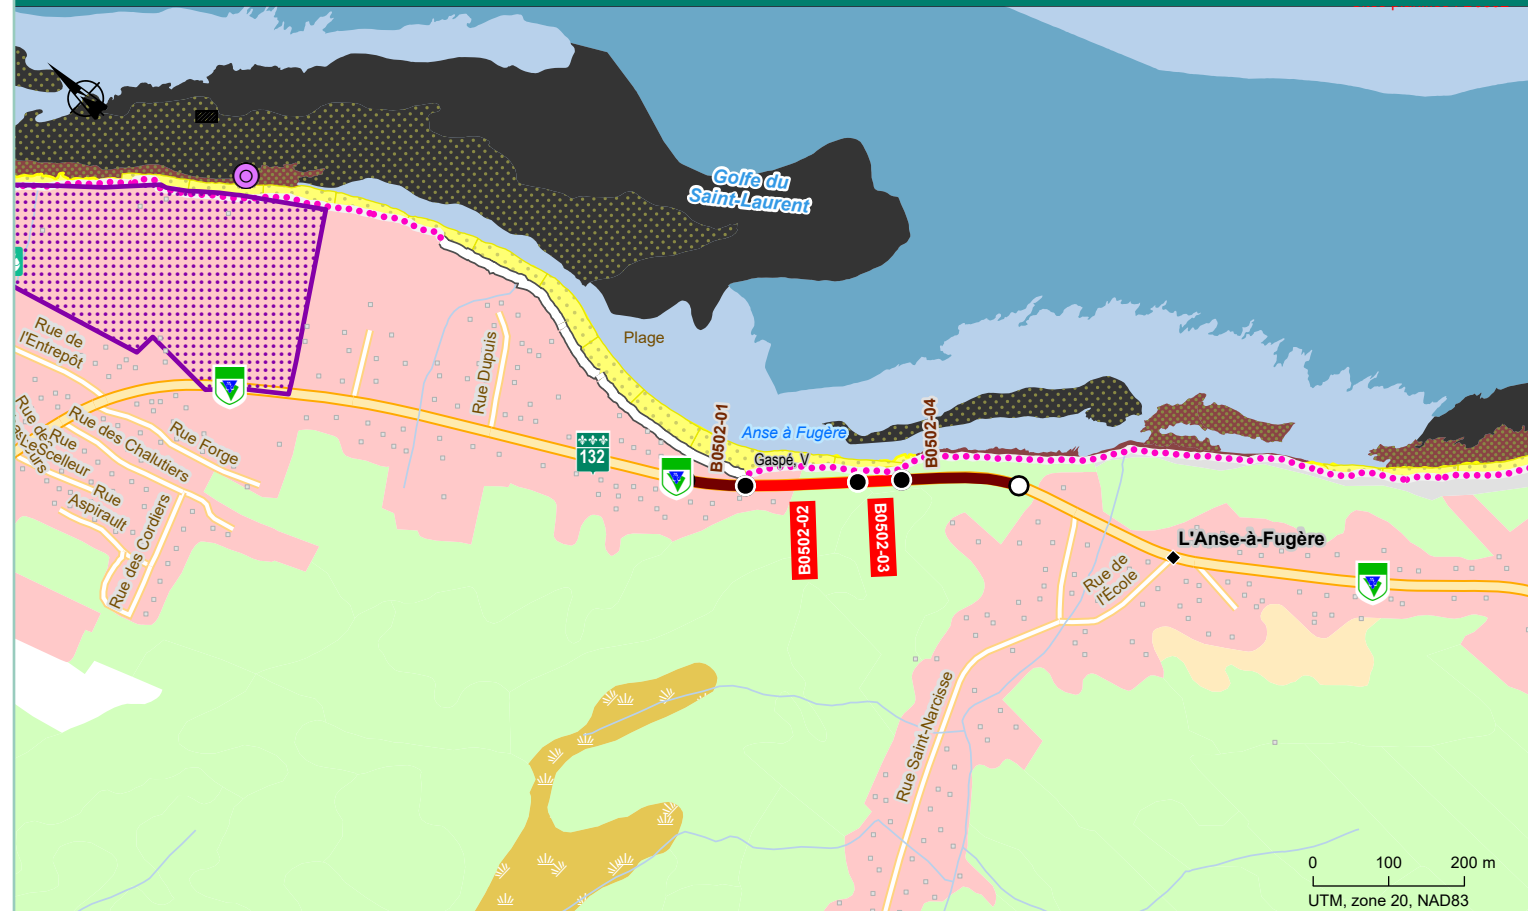 Golfe du
Saint-Laurent
Plage
Rue de
l'Entrepôt
Rue Dupuis
Rue des Chalutiers
Rue Forge
Rue
Scelleur
Rue
Aspirault
Rue des Cordiers
132
B0502-01
Anse à Fugère
Gaspé, V
B0502-04
B0502-02
B0502-03
L'Anse-à-Fugère
Rue de
l'École
Rue Saint-Narcisse
0 100 200 m
UTM, zone 20, NAD83